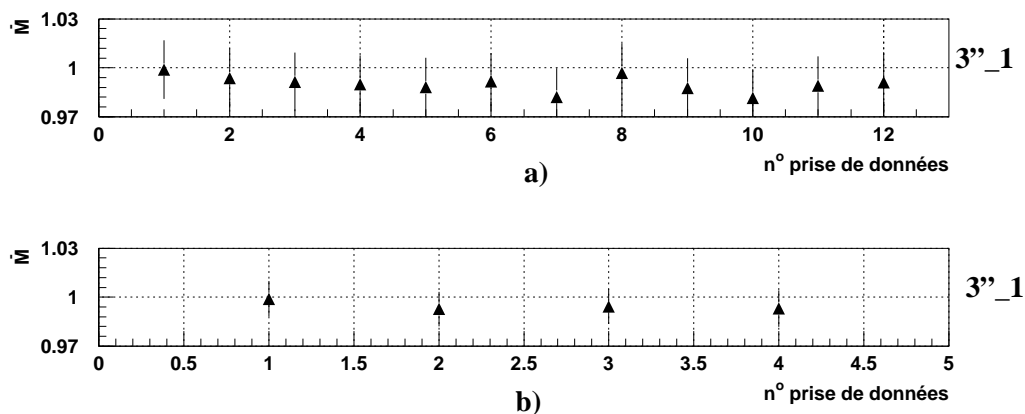 1.03
M̄
1
0.97
3”_1
0 2 4 6 8 10 12
n° prise de données
a)
1.03
M̄
1
0.97
3”_1
0 0.5 1 1.5 2 2.5 3 3.5 4 4.5 5
n° prise de données
b)